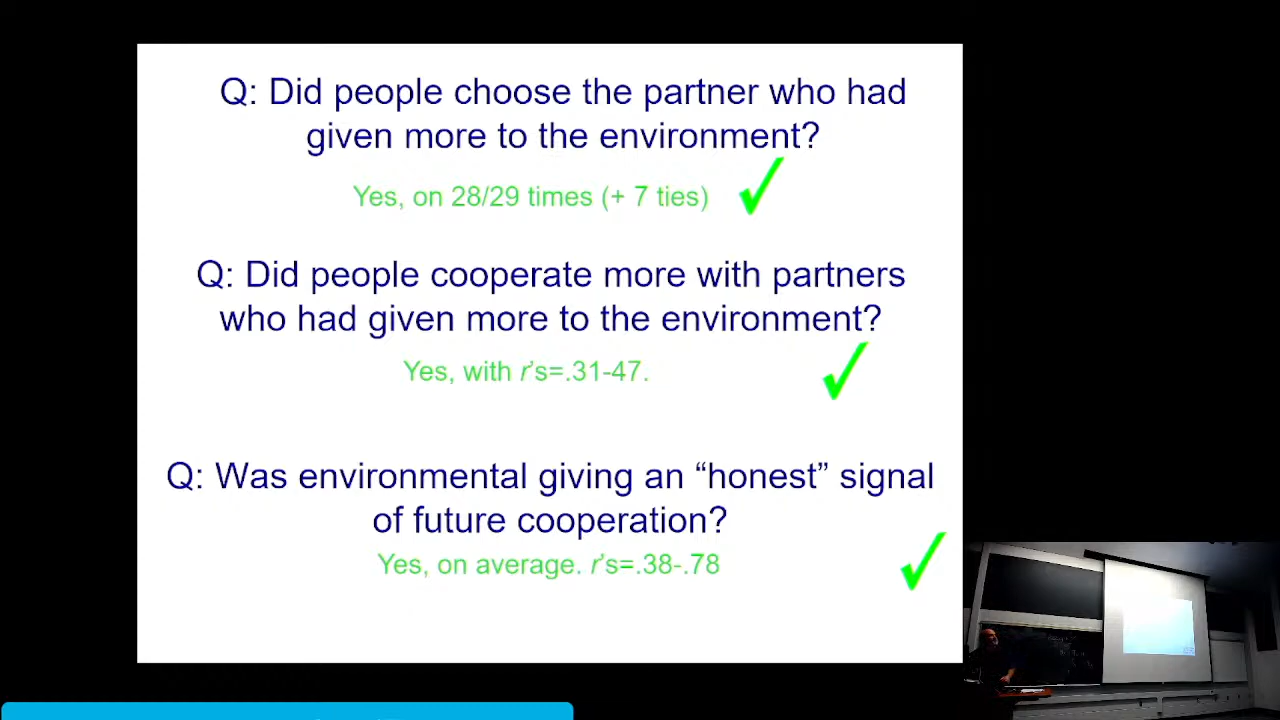 Q: Did people choose the partner who had
given more to the environment?
Yes, on 28/29 times (+ 7 ties)
Q: Did people cooperate more with partners
who had given more to the environment?
Yes, with r's=.31-47.
Q: Was environmental giving an “honest” signal
of future cooperation?
Yes, on average. r's=.38-.78